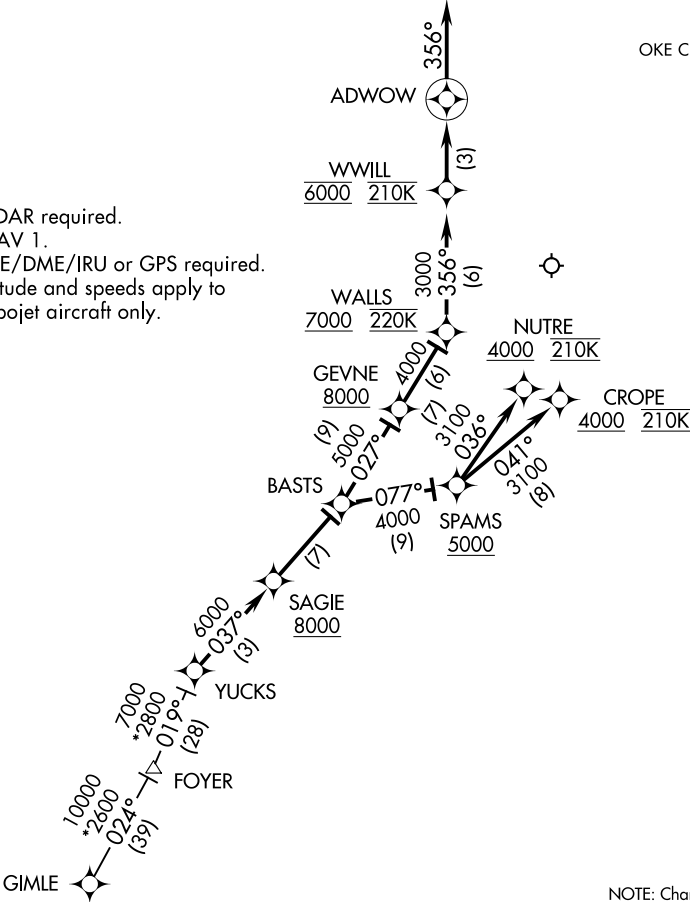 356°
OKE C
ADWOW
(3)
WWILL
6000 210K
DAR required.
AV 1.
E/DME/IRU or GPS required.
tude and speeds apply to
bojet aircraft only.
3000
356°
(6)
WALLS
7000 220K
NUTRE
4000 210K
GEVNE
8000
4000
(6)
CROPE
4000 210K
(9)
5000
027°
(7)
3100
036°
041°
3100
(8)
BASTS
077°
4000
(9)
SPAMS
5000
(7)
SAGIE
8000
6000
037°
(3)
YUCKS
7000
*2800
019°
(28)
FOYER
10000
*2600
024°
(39)
GIMLE
NOTE: Char